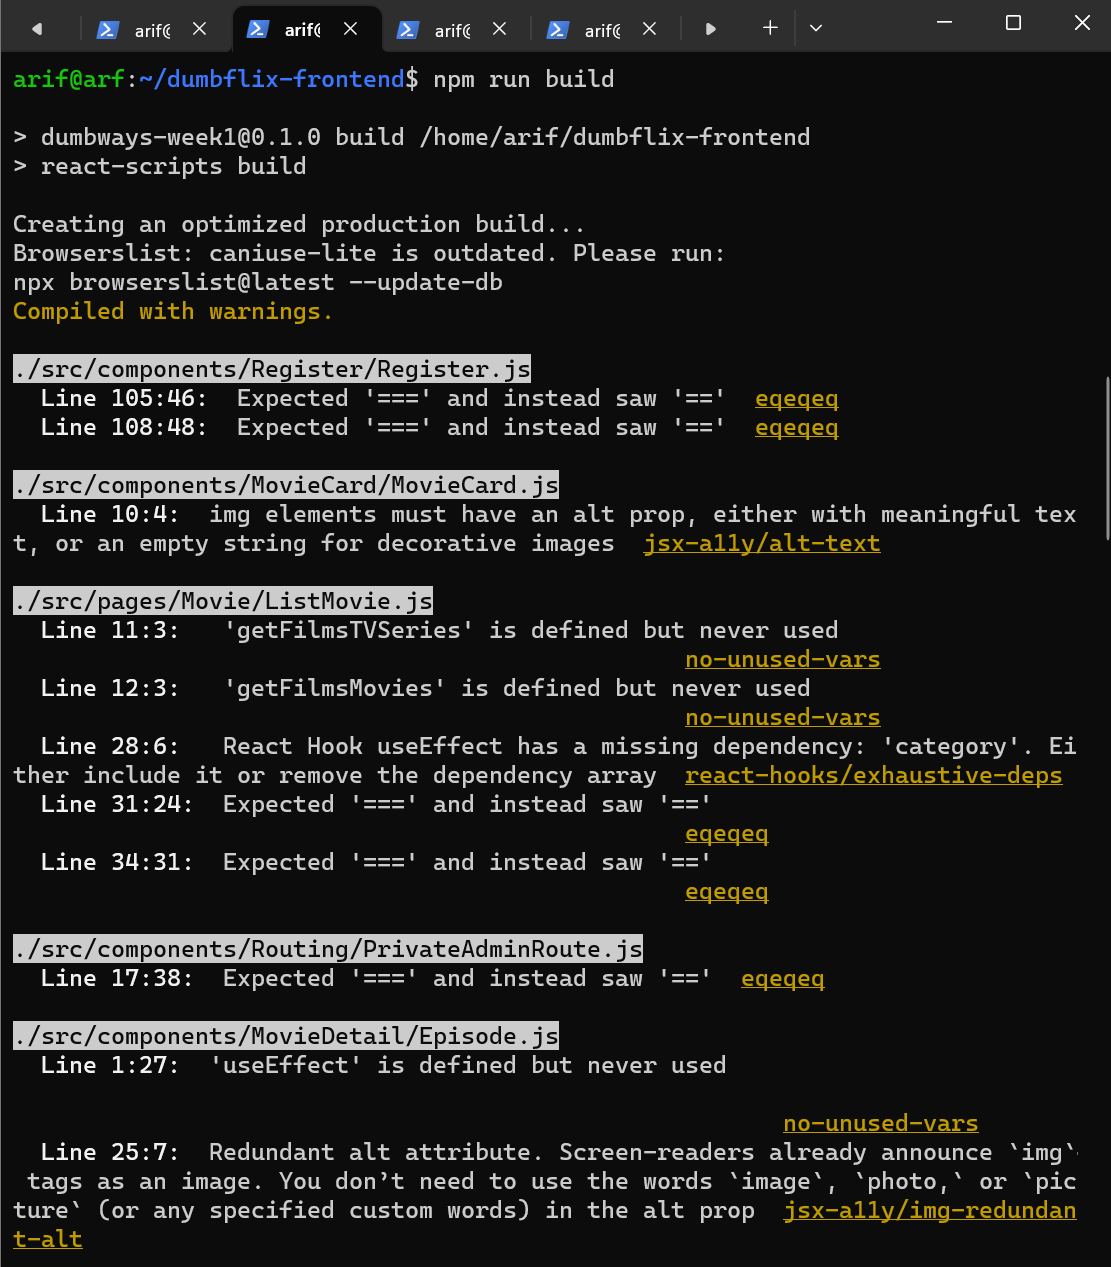 arif@
arif@
arif@
arif@
arif@arf:~/dumbflix-frontend$ npm run build
> dumbways-week1@0.1.0 build /home/arif/dumbflix-frontend
> react-scripts build
Creating an optimized production build...
Browserslist: caniuse-lite is outdated. Please run:
npx browserslist@latest --update-db
Compiled with warnings.
./src/components/Register/Register.js
Line 105:46:  Expected '===' and instead saw '=='  eqeqeq
Line 108:48:  Expected '===' and instead saw '=='  eqeqeq
./src/components/MovieCard/MovieCard.js
Line 10:4:  img elements must have an alt prop, either with meaningful tex
t, or an empty string for decorative images  jsx-a11y/alt-text
./src/pages/Movie/ListMovie.js
Line 11:3:   'getFilmsTVSeries' is defined but never used
no-unused-vars
Line 12:3:   'getFilmsMovies' is defined but never used
no-unused-vars
Line 28:6:   React Hook useEffect has a missing dependency: 'category'. Ei
ther include it or remove the dependency array  react-hooks/exhaustive-deps
Line 31:24:  Expected '===' and instead saw '=='
eqeqeq
Line 34:31:  Expected '===' and instead saw '=='
eqeqeq
./src/components/Routing/PrivateAdminRoute.js
Line 17:38:  Expected '===' and instead saw '=='  eqeqeq
./src/components/MovieDetail/Episode.js
Line 1:27:  'useEffect' is defined but never used
no-unused-vars
Line 25:7:  Redundant alt attribute. Screen-readers already announce `img`
tags as an image. You don’t need to use the words `image`, `photo,` or `pic
ture` (or any specified custom words) in the alt prop  jsx-a11y/img-redundan
t-alt